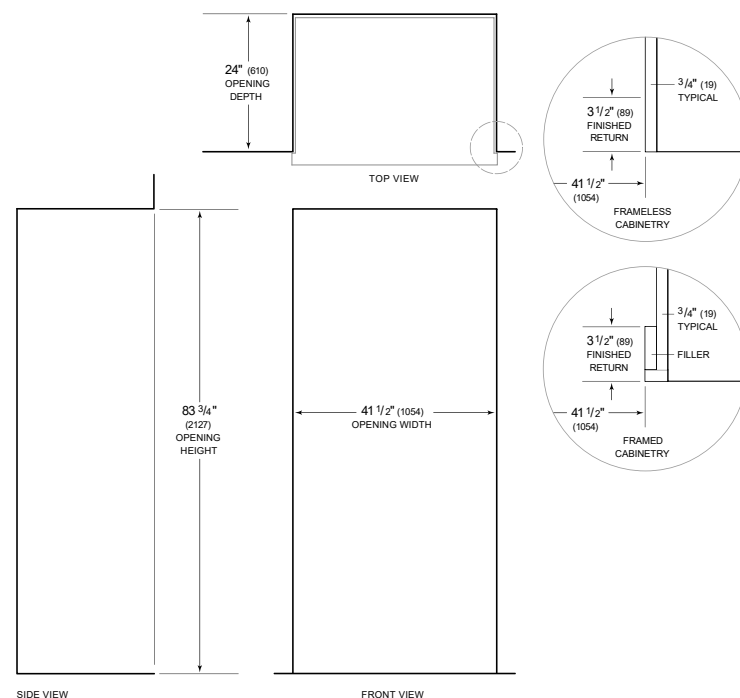 24" (610)
OPENING
DEPTH
TOP VIEW
3/4" (19)
TYPICAL
3 1/2" (89)
FINISHED
RETURN
41 1/2"
(1054)
FRAMELESS
CABINETRY
3/4" (19)
TYPICAL
3 1/2" (89)
FINISHED
RETURN
FILLER
41 1/2"
(1054)
FRAMED
CABINETRY
83 3/4"
(2127)
OPENING
HEIGHT
41 1/2" (1054)
OPENING WIDTH
SIDE VIEW
FRONT VIEW